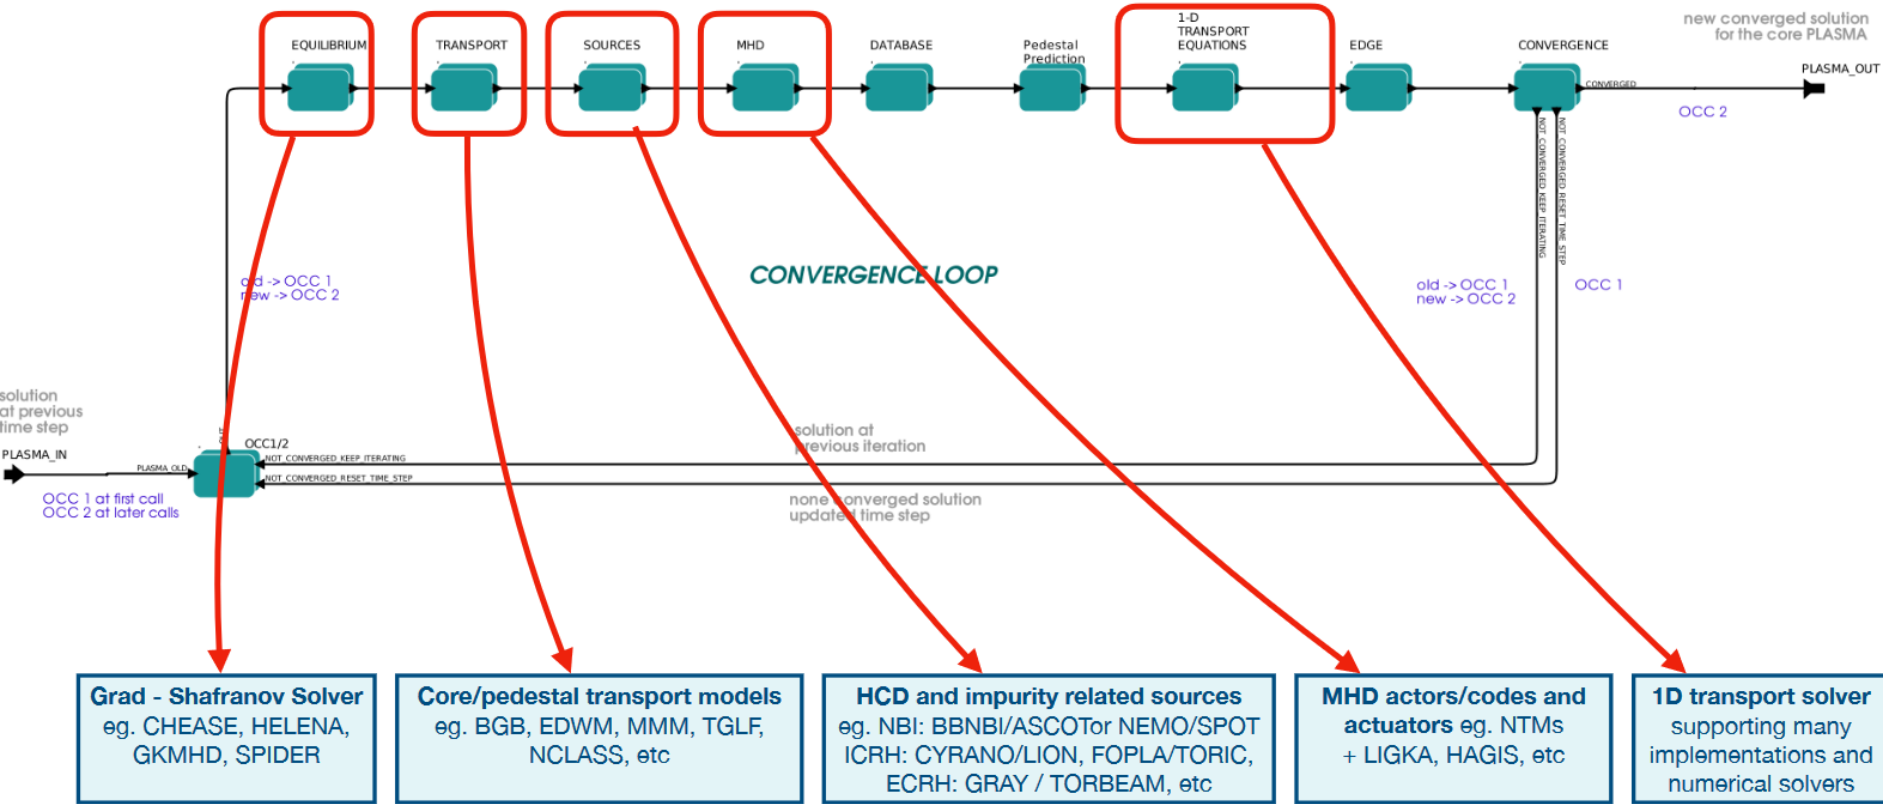 new converged solution
for the core PLASMA
EQUILIBRIUM
TRANSPORT
SOURCES
MHD
DATABASE
Pedestal
Prediction
1-D
TRANSPORT
EQUATIONS
EDGE
CONVERGENCE
CONVERGED
PLASMA_OUT
OCC 2
NOT_CONVERGED_KEEP_ITERATING
NOT_CONVERGED_RESET_TIME_STEP
old -> OCC 1
new -> OCC 2
CONVERGENCE LOOP
old -> OCC 1
new -> OCC 2
OCC 1
solution
at previous
time step
PLASMA_IN
PLASMA_OLD
OUT
OCC1/2
OCC 1 at first call
OCC 2 at later calls
solution at
previous iteration
NOT_CONVERGED_KEEP_ITERATING
NOT_CONVERGED_RESET_TIME_STEP
none converged solution
updated time step
Grad - Shafranov Solver
eg. CHEASE, HELENA,
GKMHD, SPIDER
Core/pedestal transport models
eg. BGB, EDWM, MMM, TGLF,
NCLASS, etc
HCD and impurity related sources
eg. NBI: BBNBI/ASCOTor NEMO/SPOT
ICRH: CYRANO/LION, FOPLA/TORIC,
ECRH: GRAY / TORBEAM, etc
MHD actors/codes and
actuators eg. NTMs
+ LIGKA, HAGIS, etc
1D transport solver
supporting many
implementations and
numerical solvers